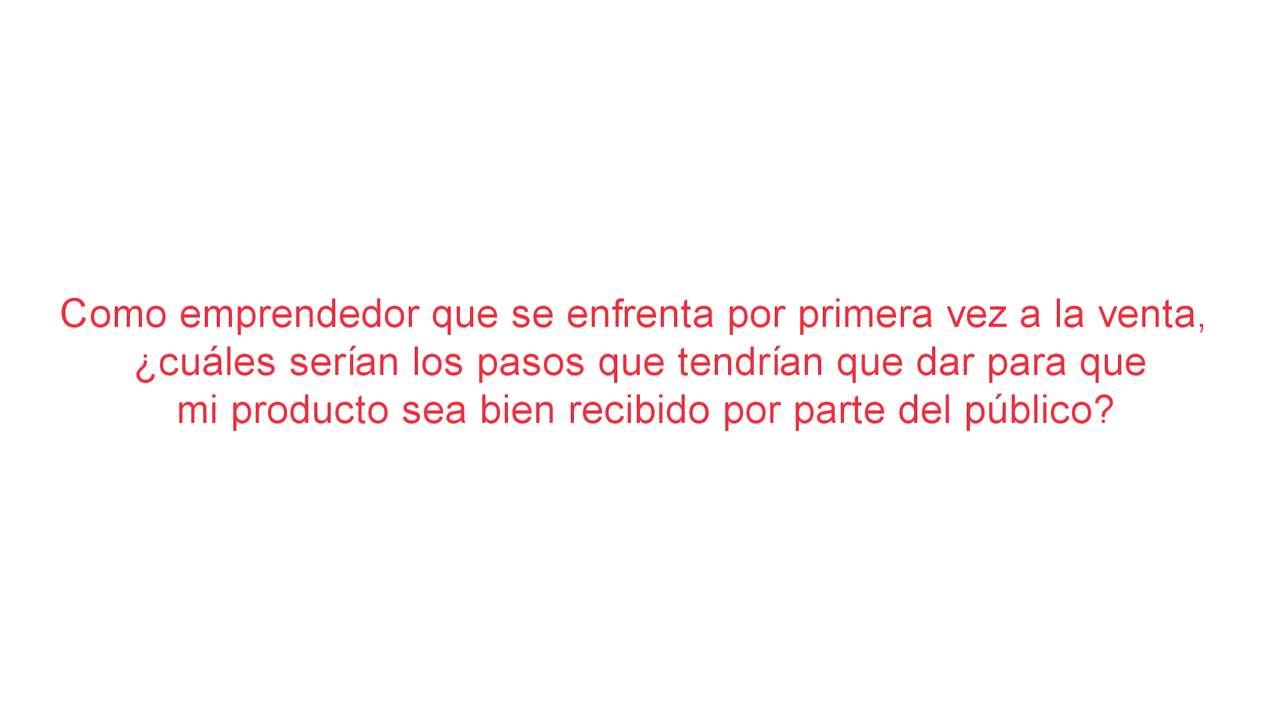 Como emprendedor que se enfrenta por primera vez a la venta,
¿cuáles serían los pasos que tendrían que dar para que
mi producto sea bien recibido por parte del público?